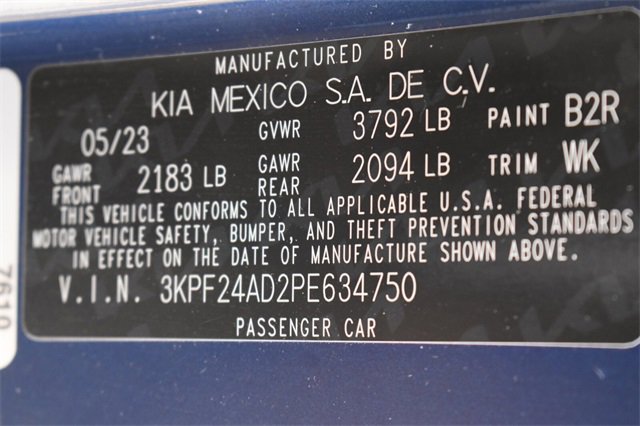 MANUFACTURED BY
KIA MEXICO S.A. DE C.V.
05/23 GVWR 3792 LB PAINT B2R
GAWR FRONT 2183 LB GAWR REAR 2094 LB TRIM WK
THIS VEHICLE CONFORMS TO ALL APPLICABLE U.S.A. FEDERAL
MOTOR VEHICLE SAFETY, BUMPER, AND THEFT PREVENTION STANDARDS
IN EFFECT ON THE DATE OF MANUFACTURE SHOWN ABOVE.
V.I.N. 3KPF24AD2PE634750
PASSENGER CAR